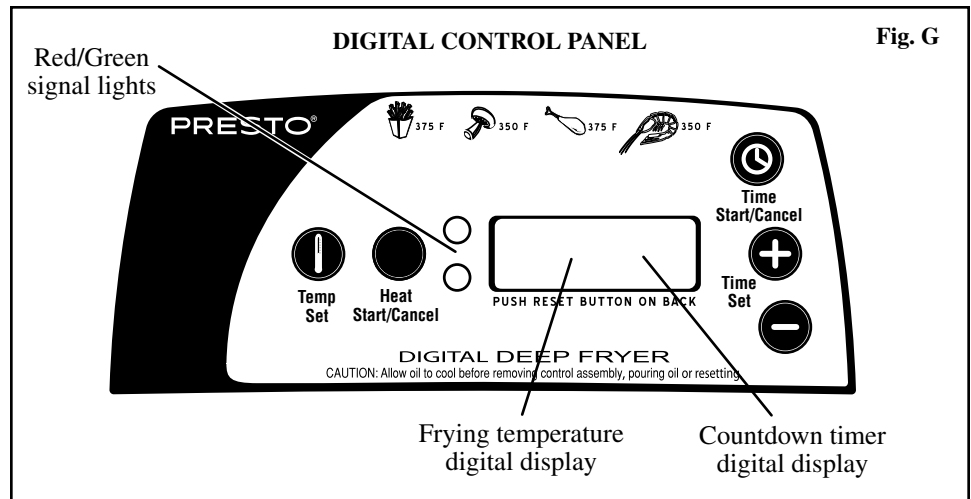 DIGITAL CONTROL PANEL
Fig. G
Red/Green
signal lights
PRESTO®
375 F
350 F
375 F
350 F
Time
Start/Cancel
Temp
Set
Heat
Start/Cancel
Time
Set
PUSH RESET BUTTON ON BACK
DIGITAL DEEP FRYER
CAUTION: Allow oil to cool before removing control assembly, pouring oil or resetting.
Frying temperature
digital display
Countdown timer
digital display